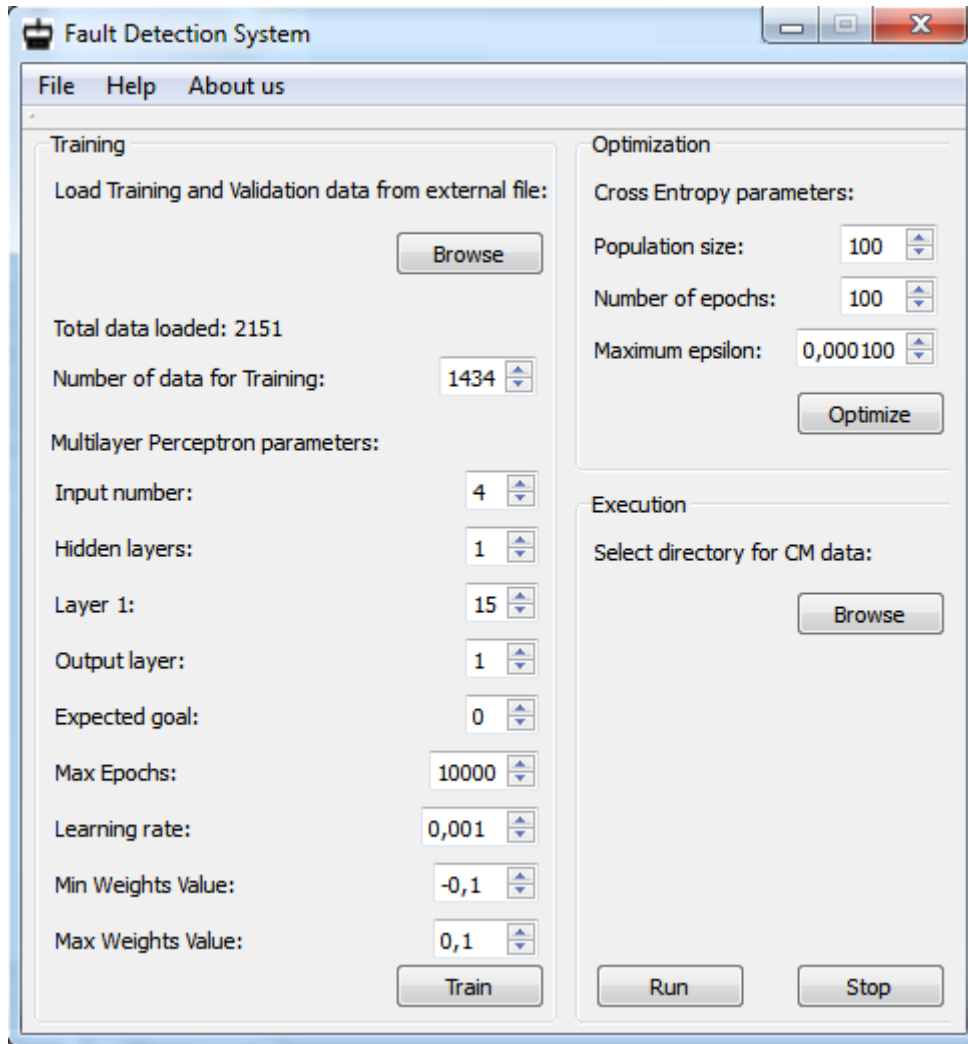 Fault Detection System
File Help About us
Training
Load Training and Validation data from external file:
Browse
Total data loaded: 2151
Number of data for Training: 1434
Multilayer Perceptron parameters:
Input number: 4
Hidden layers: 1
Layer 1: 15
Output layer: 1
Expected goal: 0
Max Epochs: 10000
Learning rate: 0,001
Min Weights Value: -0,1
Max Weights Value: 0,1
Train
Optimization
Cross Entropy parameters:
Population size: 100
Number of epochs: 100
Maximum epsilon: 0,000100
Optimize
Execution
Select directory for CM data:
Browse
Run Stop